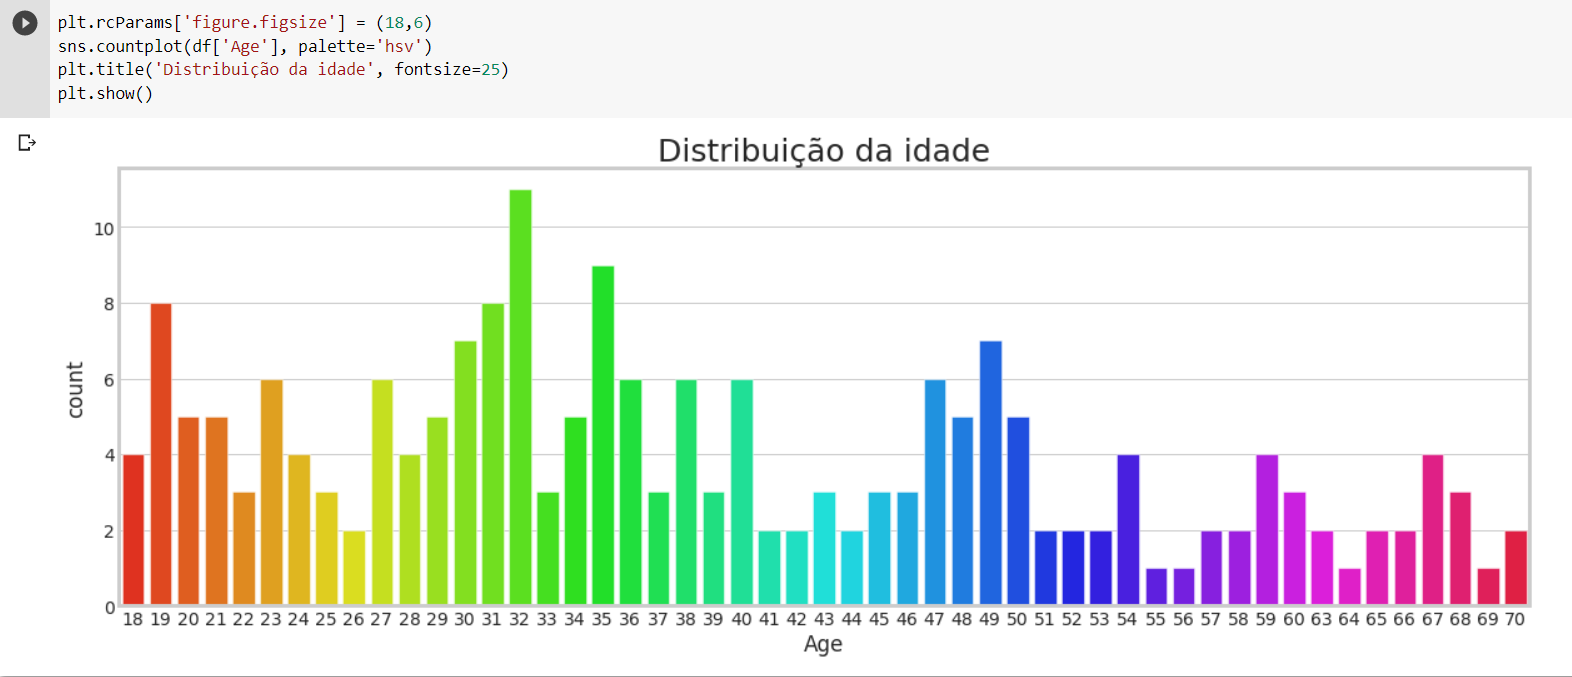 plt.rcParams['figure.figsize'] = (18,6)
sns.countplot(df['Age'], palette='hsv')
plt.title('Distribuição da idade', fontsize=25)
plt.show()
Distribuição da idade
10
8
6
4
2
0
count
18 19 20 21 22 23 24 25 26 27 28 29 30 31 32 33 34 35 36 37 38 39 40 41 42 43 44 45 46 47 48 49 50 51 52 53 54 55 56 57 58 59 60 63 64 65 66 67 68 69 70
Age